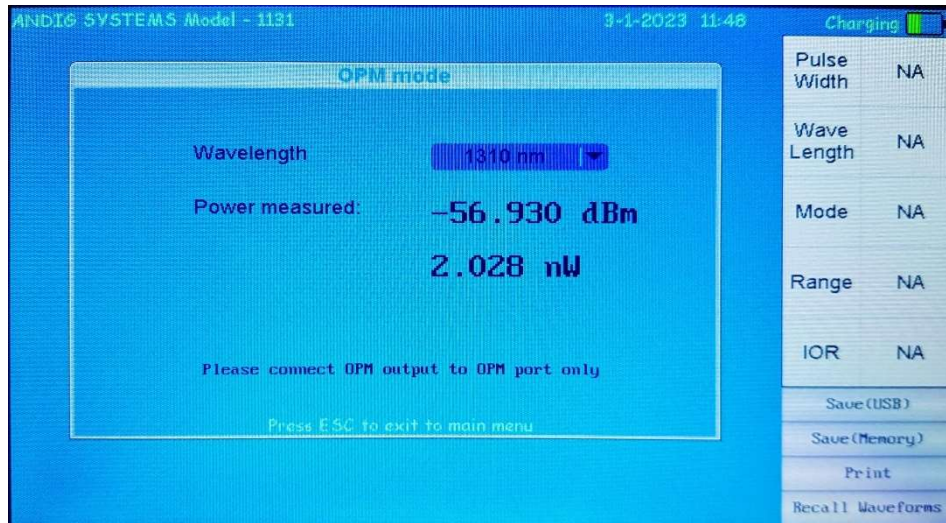 ANDIG SYSTEMS Model - 1131
3-1-2023 11:48
Charging
OPM mode
Wavelength
1310 nm
Power measured:
-56.930 dBm
2.028 nW
Please connect OPM output to OPM port only
Press ESC to exit to main menu
Pulse
Width
NA
Wave
Length
NA
Mode
NA
Range
NA
IOR
NA
Save(USB)
Save(Memory)
Print
Recall Waveforms